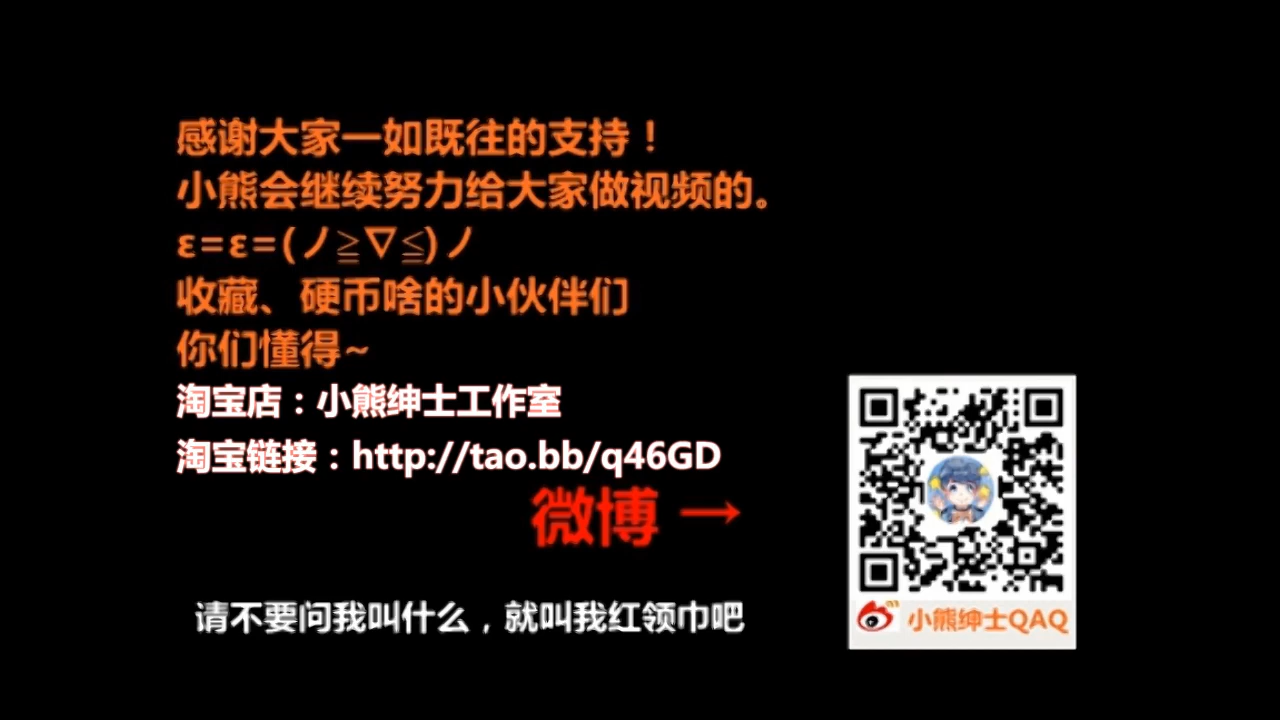 感谢大家一如既往的支持！
小熊会继续努力给大家做视频的。
ε=ε=(ノ≧∇≦)ノ
收藏、硬币啥的小伙伴们
你们懂得~
淘宝店：小熊绅士工作室
淘宝链接：http://tao.bb/q46GD
微博 →
请不要问我叫什么，就叫我红领巾吧
小熊绅士QAQ